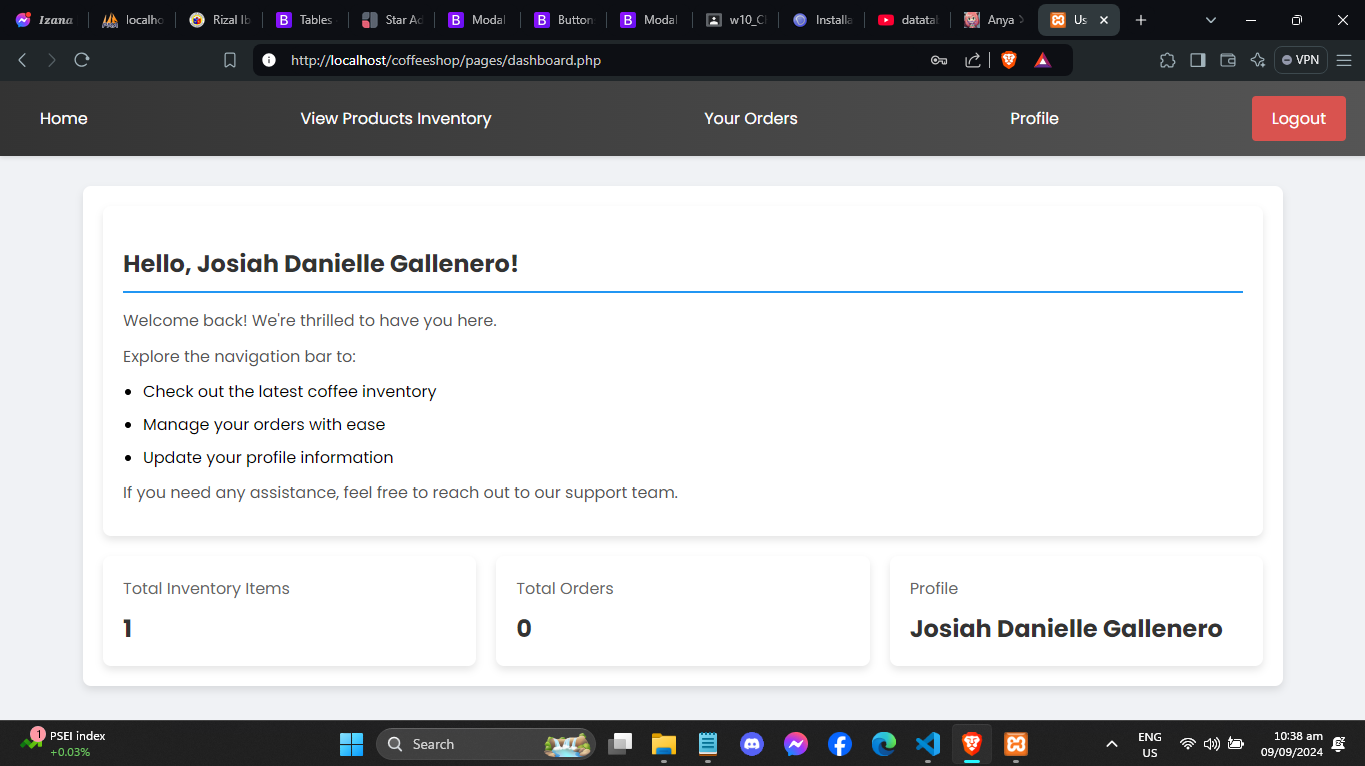 Izana
localho
Rizal Ib
Tables
Star Ad
Modal
Button
Modal
w10_Cl
Installa
datatab
Anya
Us
http://localhost/coffeeshop/pages/dashboard.php
VPN
Home
View Products Inventory
Your Orders
Profile
Logout
Hello, Josiah Danielle Gallenero!
Welcome back! We're thrilled to have you here.
Explore the navigation bar to:
Check out the latest coffee inventory
Manage your orders with ease
Update your profile information
If you need any assistance, feel free to reach out to our support team.
Total Inventory Items
1
Total Orders
0
Profile
Josiah Danielle Gallenero
1
PSEI index
+0.03%
Search
ENG
US
10:38 am
09/09/2024